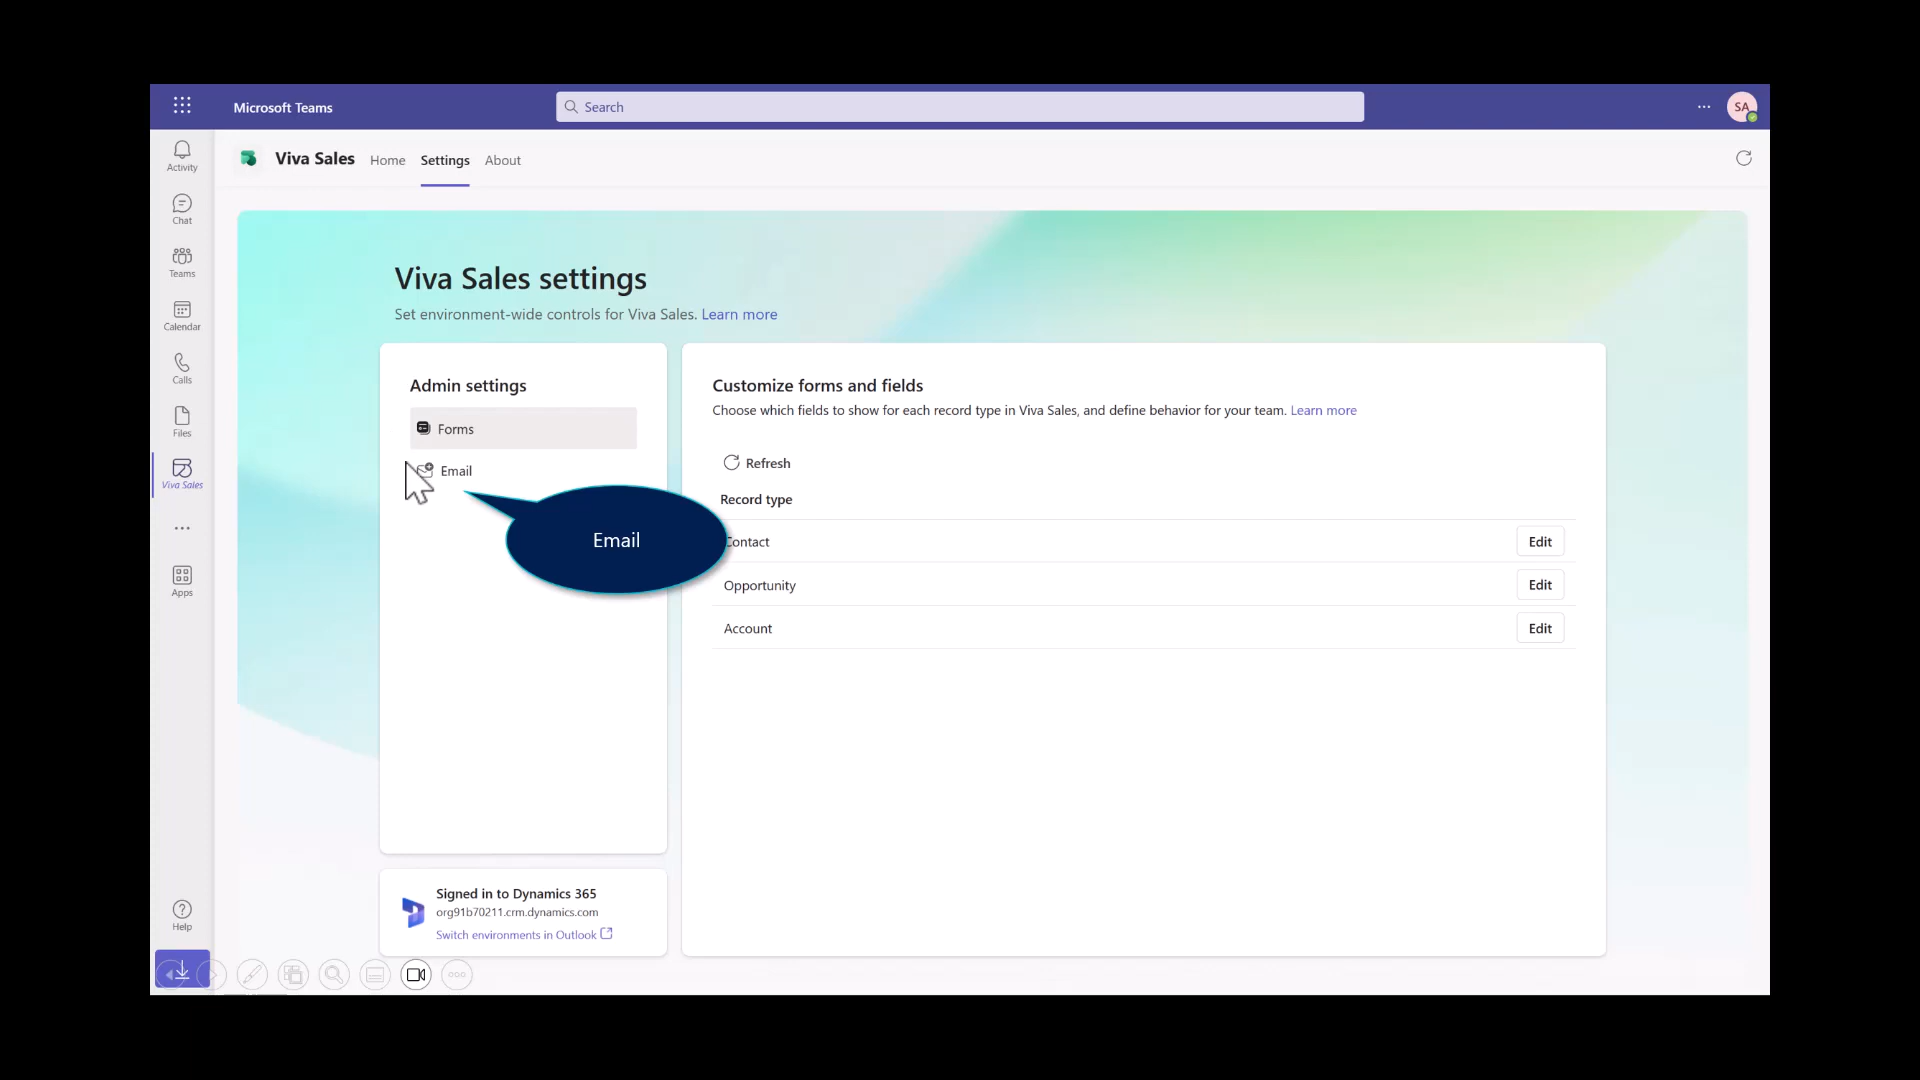 Microsoft Teams
Search
SA
Activity
Chat
Teams
Calendar
Calls
Files
Viva Sales
Apps
Help
Viva Sales
Home
Settings
About
Viva Sales settings
Set environment-wide controls for Viva Sales. Learn more
Admin settings
Forms
Email
Email
Signed in to Dynamics 365
org91b70211.crm.dynamics.com
Switch environments in Outlook
Customize forms and fields
Choose which fields to show for each record type in Viva Sales, and define behavior for your team. Learn more
Refresh
Record type
Contact
Edit
Opportunity
Edit
Account
Edit